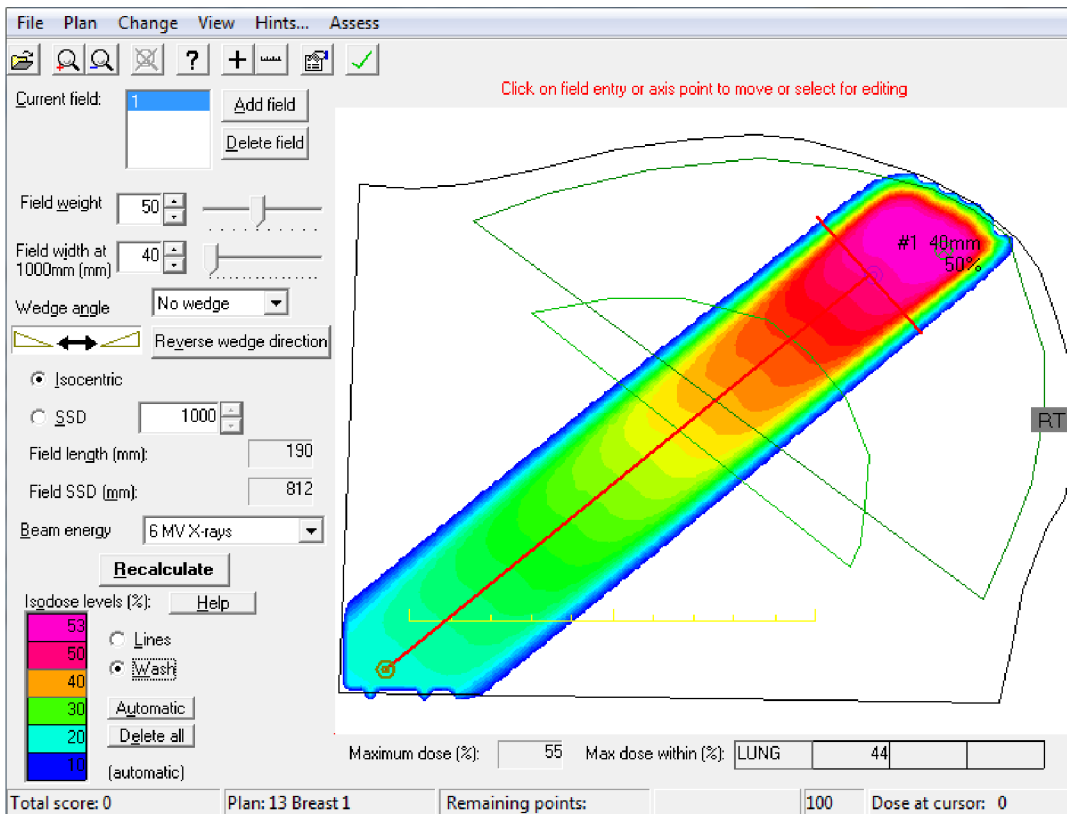 File Plan Change View Hints... Assess
Click on field entry or axis point to move or select for editing
Current field:
1
Add field
Delete field
Field weight
50
Field width at
1000mm (mm)
40
Wedge angle
No wedge
Reverse wedge direction
Isocentric
SSD
1000
Field length (mm):
190
Field SSD (mm):
812
Beam energy
6 MV X-rays
Recalculate
Isodose levels (%):
Help
53
50
40
30
20
10
Lines
Wash
Automatic
Delete all
(automatic)
#1 40mm
50%
RT
Maximum dose (%): 55 Max dose within (%): LUNG 44
Total score: 0 Plan: 13 Breast 1 Remaining points: 100 Dose at cursor: 0